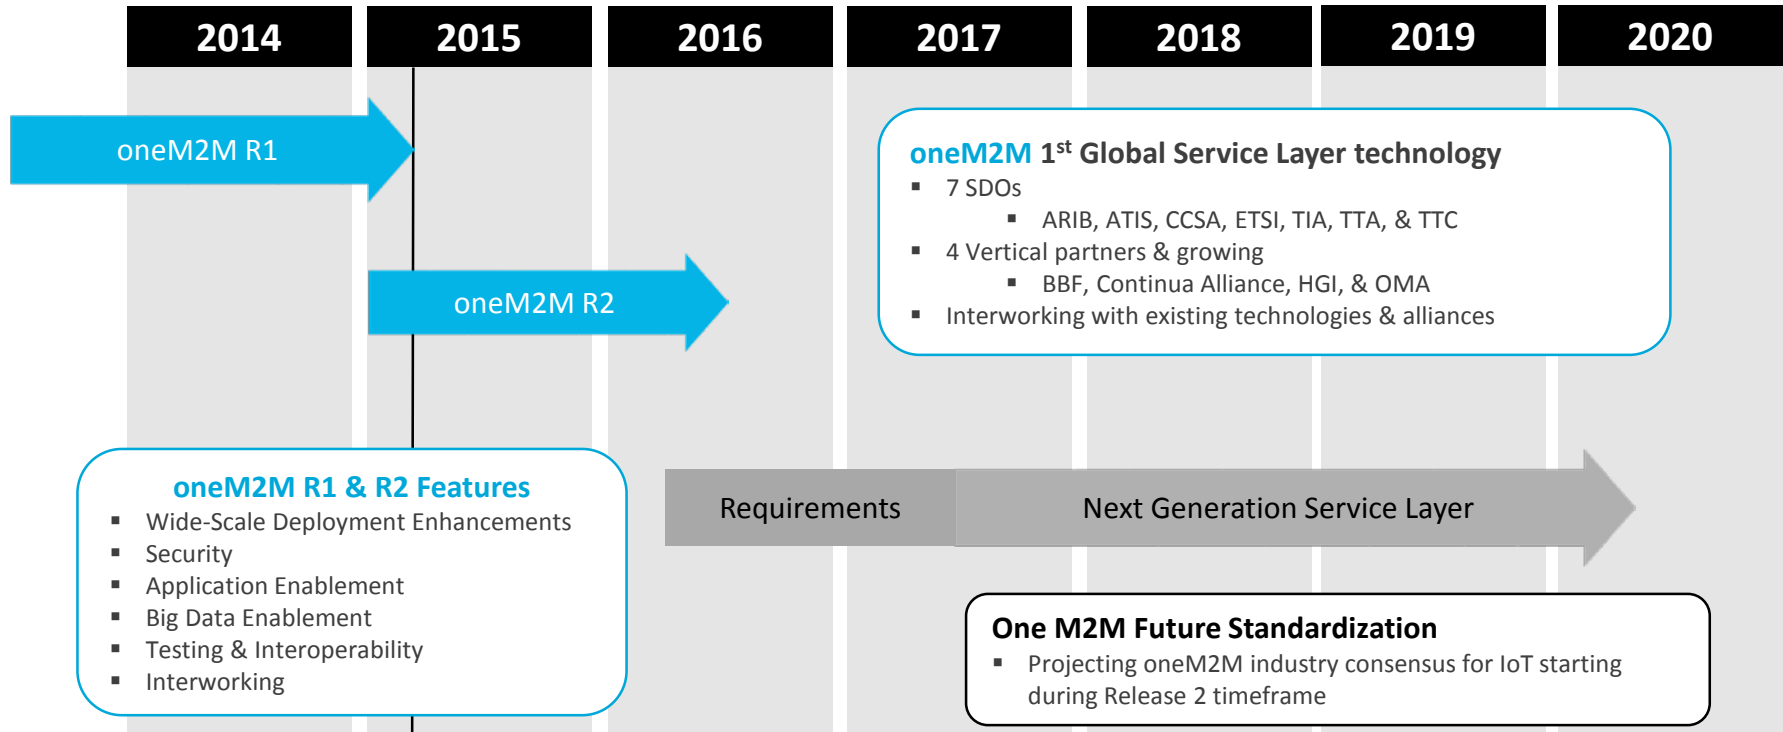 2014 2015 2016 2017 2018 2019 2020
oneM2M R1
oneM2M 1st Global Service Layer technology
▪ 7 SDOs
▪ ARIB, ATIS, CCSA, ETSI, TIA, TTA, & TTC
▪ 4 Vertical partners & growing
▪ BBF, Continua Alliance, HGI, & OMA
▪ Interworking with existing technologies & alliances
oneM2M R2
oneM2M R1 & R2 Features
▪ Wide-Scale Deployment Enhancements
▪ Security
▪ Application Enablement
▪ Big Data Enablement
▪ Testing & Interoperability
▪ Interworking
Requirements
Next Generation Service Layer
One M2M Future Standardization
▪ Projecting oneM2M industry consensus for IoT starting
during Release 2 timeframe